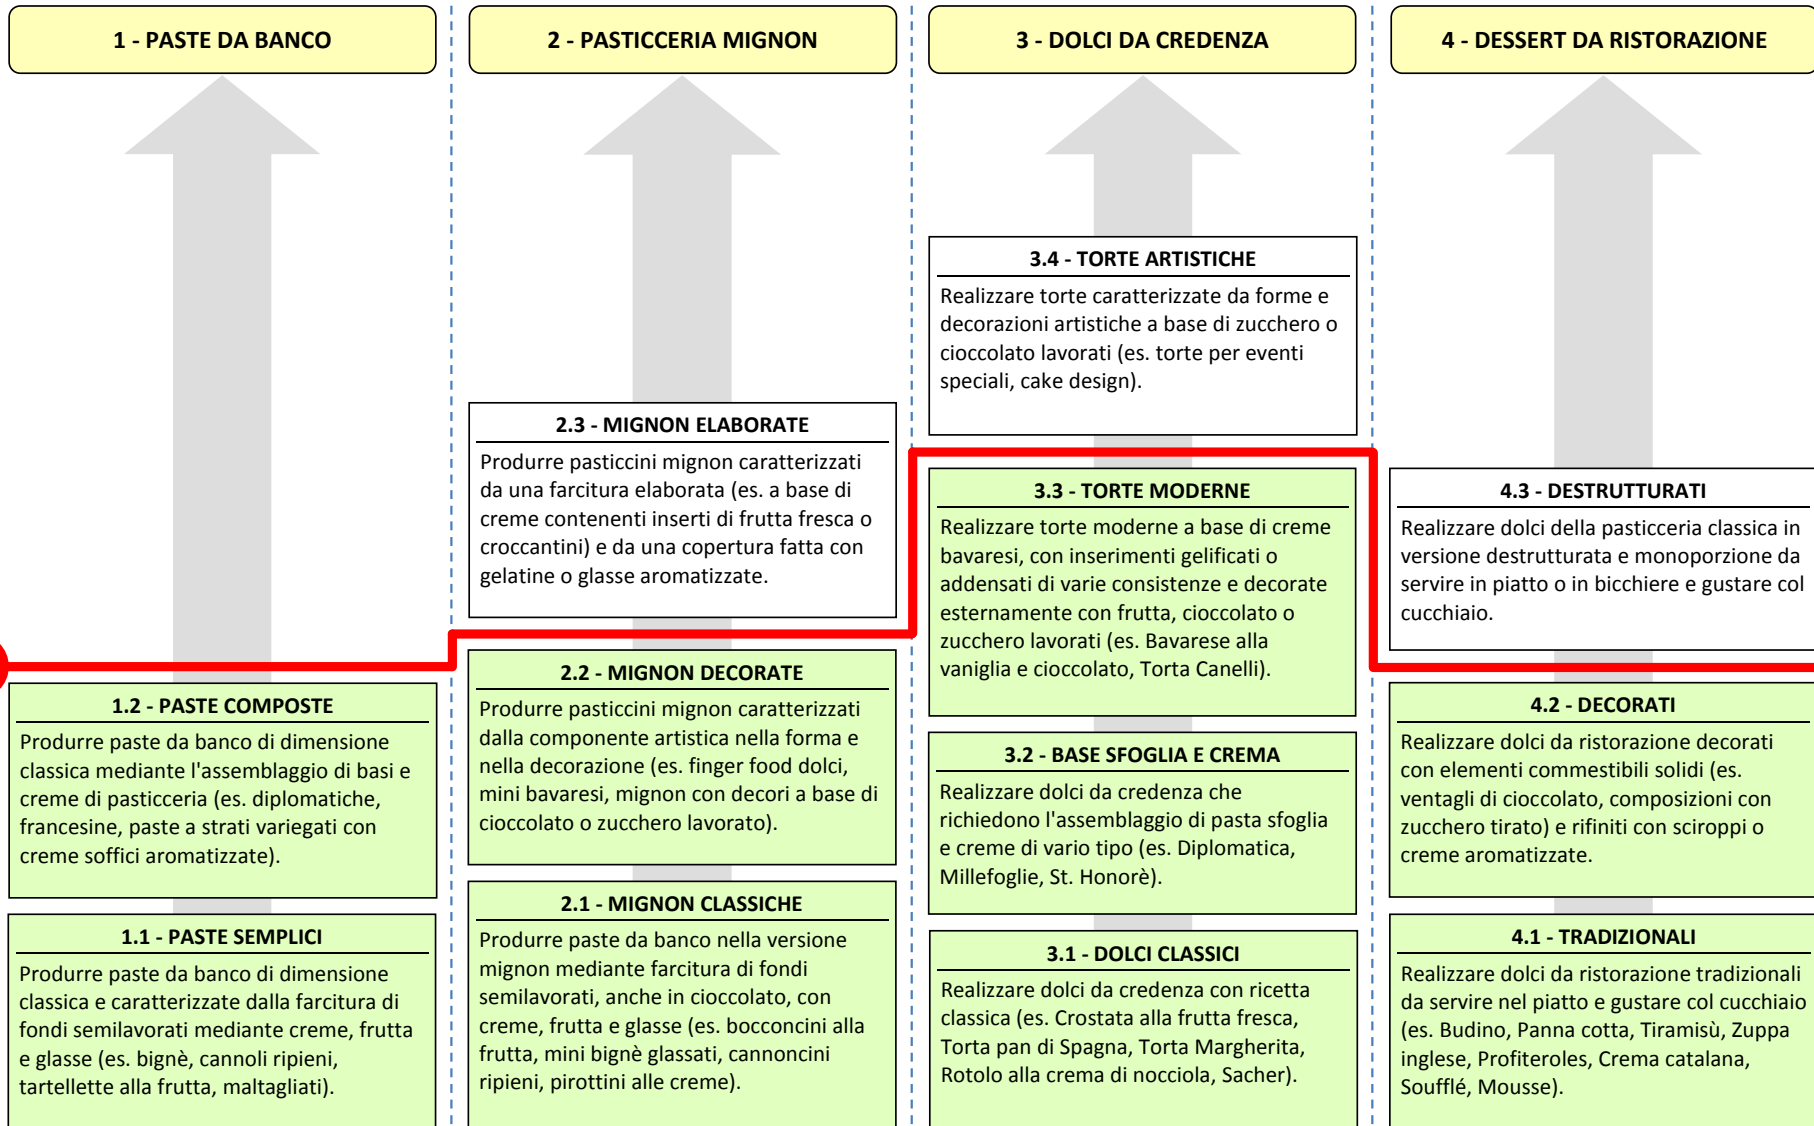 1 - PASTE DA BANCO
2 - PASTICCERIA MIGNON
3 - DOLCI DA CREDENZA
4 - DESSERT DA RISTORAZIONE
1.2 - PASTE COMPOSTE
Produrre paste da banco di dimensione
classica mediante l'assemblaggio di basi e
creme di pasticceria (es. diplomatiche,
francesine, paste a strati variegati con
creme soffici aromatizzate).
1.1 - PASTE SEMPLICI
Produrre paste da banco di dimensione
classica e caratterizzate dalla farcitura di
fondi semilavorati mediante creme, frutta
e glasse (es. bignè, cannoli ripieni,
tartellette alla frutta, maltagliati).
2.3 - MIGNON ELABORATE
Produrre pasticcini mignon caratterizzati
da una farcitura elaborata (es. a base di
creme contenenti inserti di frutta fresca o
croccantini) e da una copertura fatta con
gelatine o glasse aromatizzate.
2.2 - MIGNON DECORATE
Produrre pasticcini mignon caratterizzati
dalla componente artistica nella forma e
nella decorazione (es. finger food dolci,
mini bavaresi, mignon con decori a base di
cioccolato o zucchero lavorato).
2.1 - MIGNON CLASSICHE
Produrre paste da banco nella versione
mignon mediante farcitura di fondi
semilavorati, anche in cioccolato, con
creme, frutta e glasse (es. bocconcini alla
frutta, mini bignè glassati, cannoncini
ripieni, pirottini alle creme).
3.4 - TORTE ARTISTICHE
Realizzare torte caratterizzate da forme e
decorazioni artistiche a base di zucchero o
cioccolato lavorati (es. torte per eventi
speciali, cake design).
3.3 - TORTE MODERNE
Realizzare torte moderne a base di creme
bavaresi, con inserimenti gelificati o
addensati di varie consistenze e decorate
esternamente con frutta, cioccolato o
zucchero lavorati (es. Bavarese alla
vaniglia e cioccolato, Torta Canelli).
3.2 - BASE SFOGLIA E CREMA
Realizzare dolci da credenza che
richiedono l'assemblaggio di pasta sfoglia
e creme di vario tipo (es. Diplomatica,
Millefoglie, St. Honorè).
3.1 - DOLCI CLASSICI
Realizzare dolci da credenza con ricetta
classica (es. Crostata alla frutta fresca,
Torta pan di Spagna, Torta Margherita,
Rotolo alla crema di nocciola, Sacher).
4.3 - DESTRUTTURATI
Realizzare dolci della pasticceria classica in
versione destrutturata e monoporzione da
servire in piatto o in bicchiere e gustare col
cucchiaio.
4.2 - DECORATI
Realizzare dolci da ristorazione decorati
con elementi commestibili solidi (es.
ventagli di cioccolato, composizioni con
zucchero tirato) e rifiniti con sciroppi o
creme aromatizzate.
4.1 - TRADIZIONALI
Realizzare dolci da ristorazione tradizionali
da servire nel piatto e gustare col cucchiaio
(es. Budino, Panna cotta, Tiramisù, Zuppa
inglese, Profiteroles, Crema catalana,
Soufflé, Mousse).